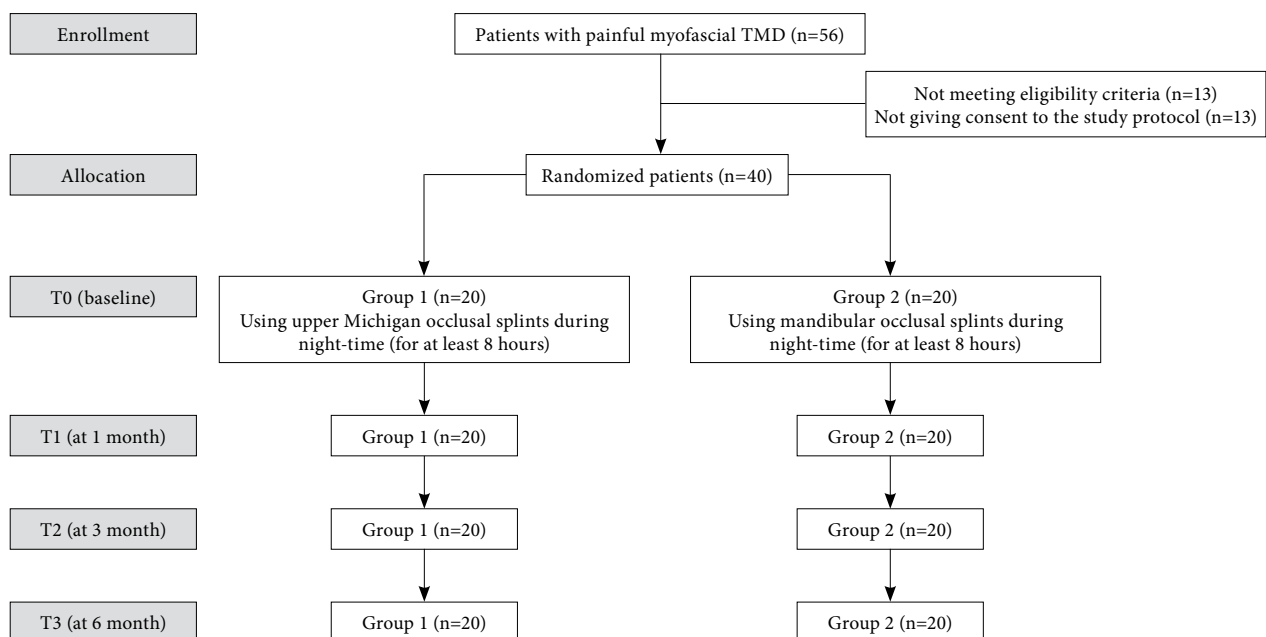 Enrollment
Patients with painful myofascial TMD (n=56)
Not meeting eligibility criteria (n=13)
Not giving consent to the study protocol (n=13)
Allocation
Randomized patients (n=40)
T0 (baseline)
Group 1 (n=20)
Using upper Michigan occlusal splints during
night-time (for at least 8 hours)
Group 2 (n=20)
Using mandibular occlusal splints during
night-time (for at least 8 hours)
T1 (at 1 month)
Group 1 (n=20)
Group 2 (n=20)
T2 (at 3 month)
Group 1 (n=20)
Group 2 (n=20)
T3 (at 6 month)
Group 1 (n=20)
Group 2 (n=20)